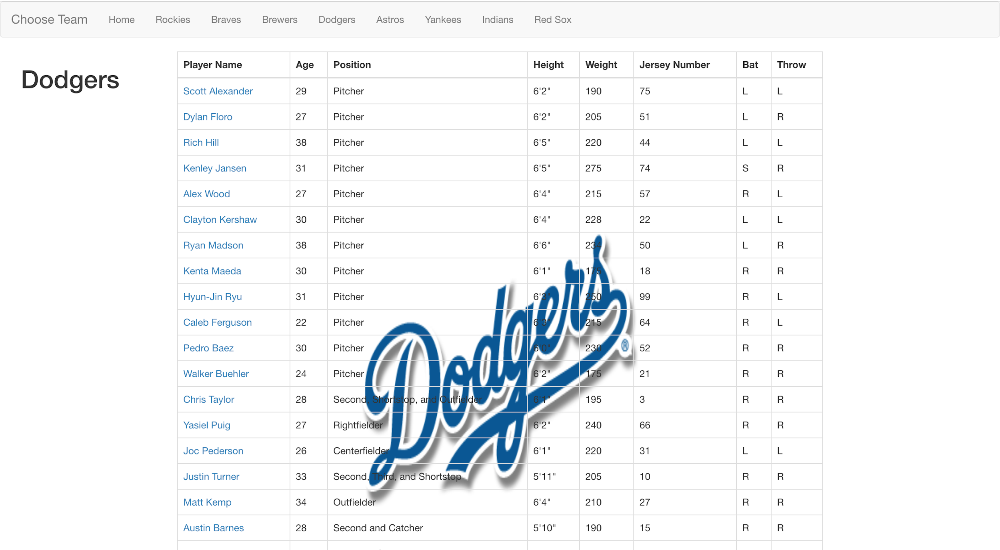 Choose Team Home Rockies Braves Brewers Dodgers Astros Yankees Indians Red Sox
Dodgers
Player Name Age Position Height Weight Jersey Number Bat Throw
Scott Alexander 29 Pitcher 6'2" 190 75 L L
Dylan Floro 27 Pitcher 6'2" 205 51 L R
Rich Hill 38 Pitcher 6'5" 220 44 L L
Kenley Jansen 31 Pitcher 6'5" 275 74 S R
Alex Wood 27 Pitcher 6'4" 215 57 R L
Clayton Kershaw 30 Pitcher 6'4" 228 22 L L
Ryan Madson 38 Pitcher 6'6" 234 50 L R
Kenta Maeda 30 Pitcher 6'1" 175 18 R R
Hyun-Jin Ryu 31 Pitcher 6'3" 250 99 R L
Caleb Ferguson 22 Pitcher 6'3" 215 64 R L
Pedro Baez 30 Pitcher 6'0" 230 52 R R
Walker Buehler 24 Pitcher 6'2" 175 21 R R
Chris Taylor 28 Second, Shortstop, and Outfielder 6'1" 195 3 R R
Yasiel Puig 27 Rightfielder 6'2" 240 66 R R
Joc Pederson 26 Centerfielder 6'1" 220 31 L L
Justin Turner 33 Second, Third, and Shortstop 5'11" 205 10 R R
Matt Kemp 34 Outfielder 6'4" 210 27 R R
Austin Barnes 28 Second and Catcher 5'10" 190 15 R R
Dodgers ®